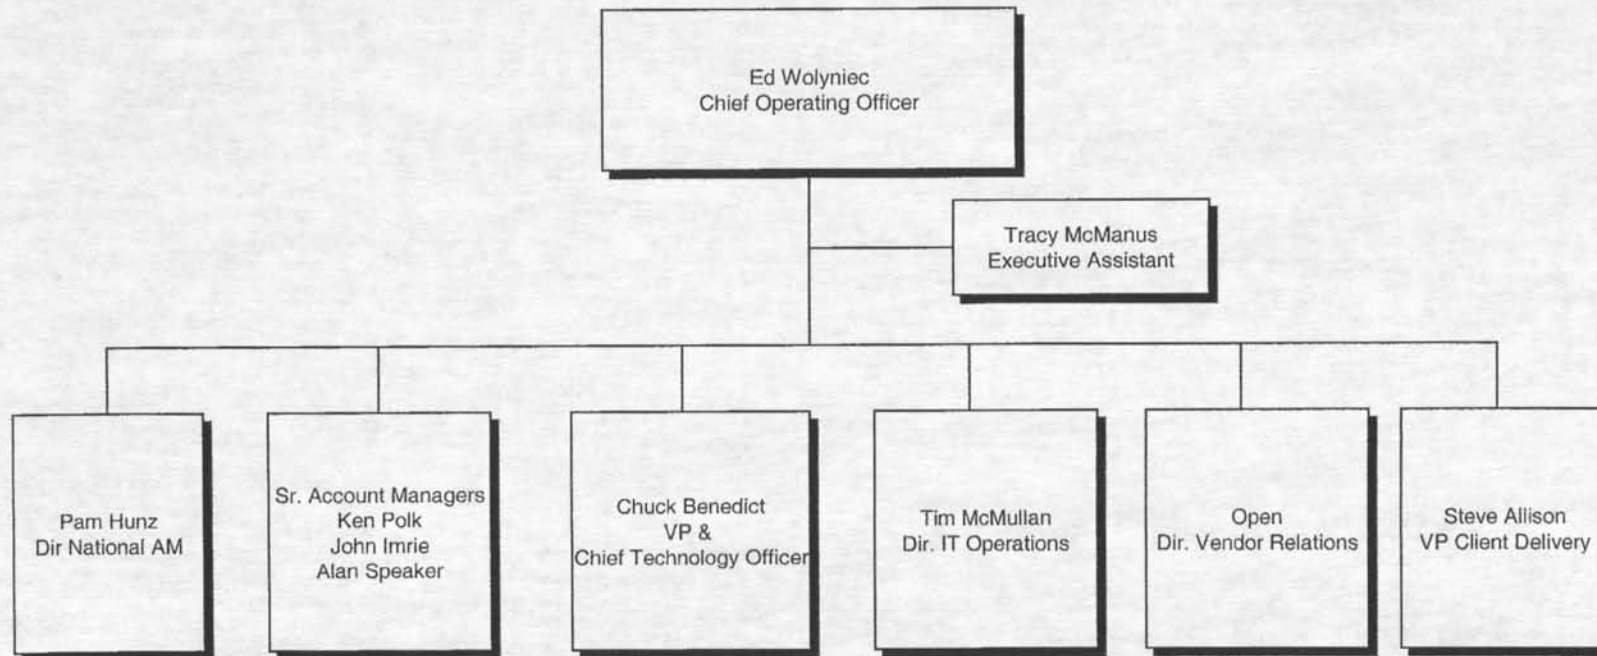 Ed Wolyniec
Chief Operating Officer
Tracy McManus
Executive Assistant
Pam Hunz
Dir National AM
Sr. Account Managers
Ken Polk
John Imrie
Alan Speaker
Chuck Benedict
VP &
Chief Technology Officer
Tim McMullan
Dir. IT Operations
Open
Dir. Vendor Relations
Steve Allison
VP Client Delivery